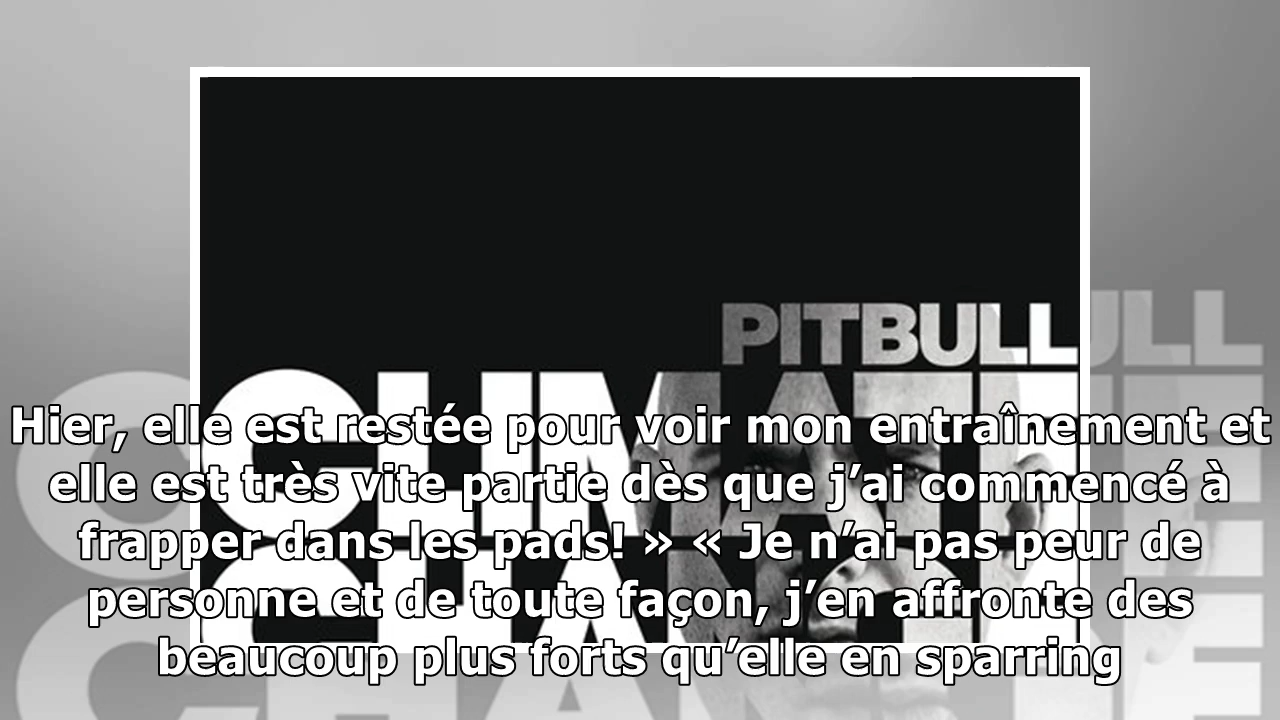 PITBULL
CLIMATE
CHANGE
Hier, elle est restée pour voir mon entraînement et
elle est très vite partie dès que j’ai commencé à
frapper dans les pads! » « Je n’ai pas peur de
personne et de toute façon, j’en affronte des
beaucoup plus forts qu’elle en sparring